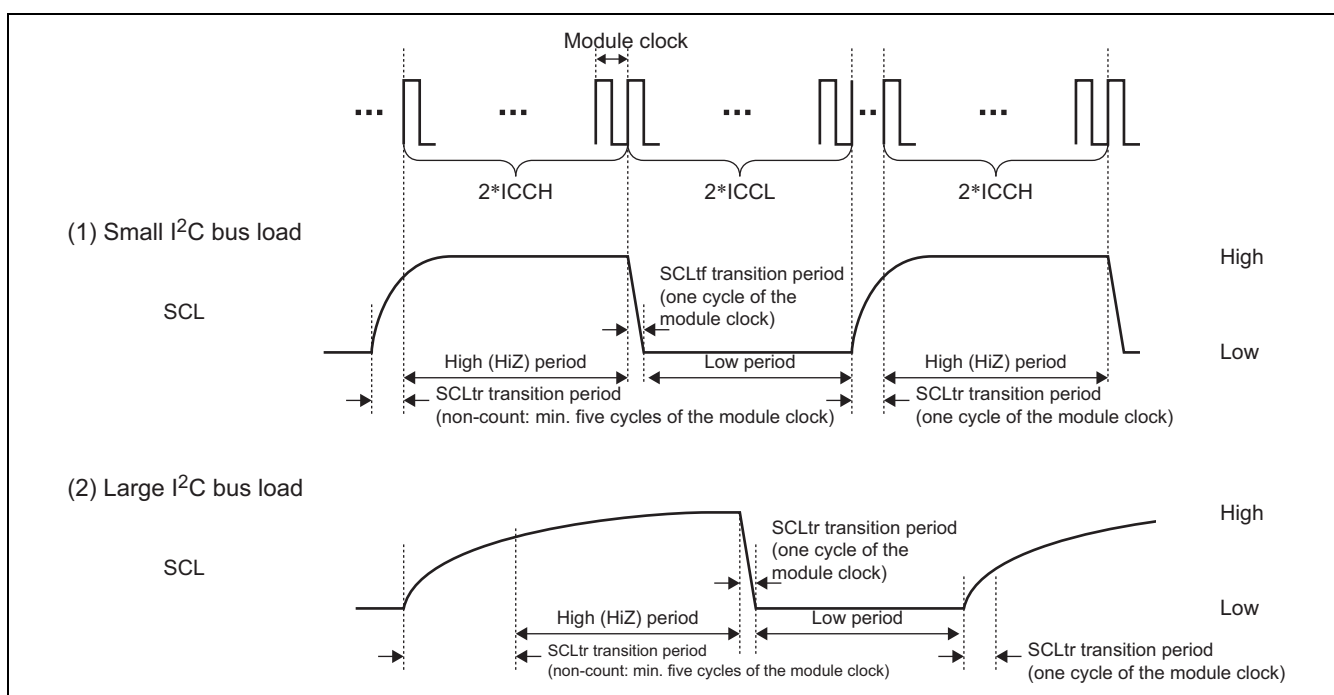 Module clock
... ... ... .. ...
2*ICCH 2*ICCL 2*ICCH
(1) Small I²C bus load
High
SCLtf transition period
(one cycle of the
module clock)
SCL
Low
High (HiZ) period Low period High (HiZ) period
SCLtr transition period
(non-count: min. five cycles of the module clock)
SCLtr transition period
(one cycle of the module clock)
(2) Large I²C bus load
High
SCLtr transition period
(one cycle of the
module clock)
SCL
Low
High (HiZ) period Low period
SCLtr transition period
(non-count: min. five cycles of the module clock)
SCLtr transition period
(one cycle of the module clock)